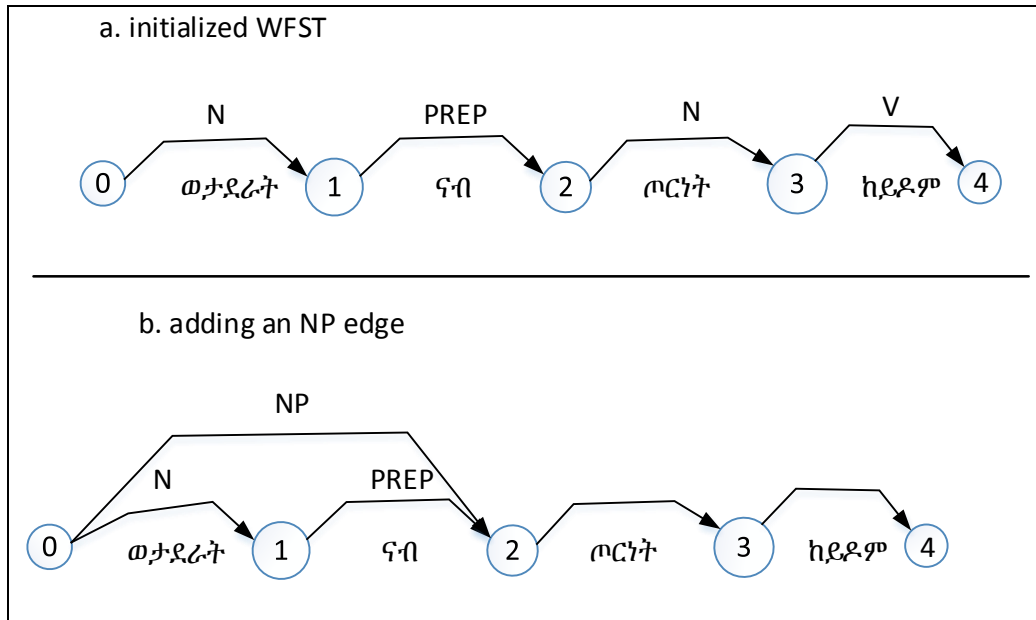 a. initialized WFST
N PREP N V
0 ወታደራት 1 ናብ 2 ጦርነት 3 ከይዶም 4
b. adding an NP edge
NP
N PREP
0 ወታደራት 1 ናብ 2 ጦርነት 3 ከይዶም 4